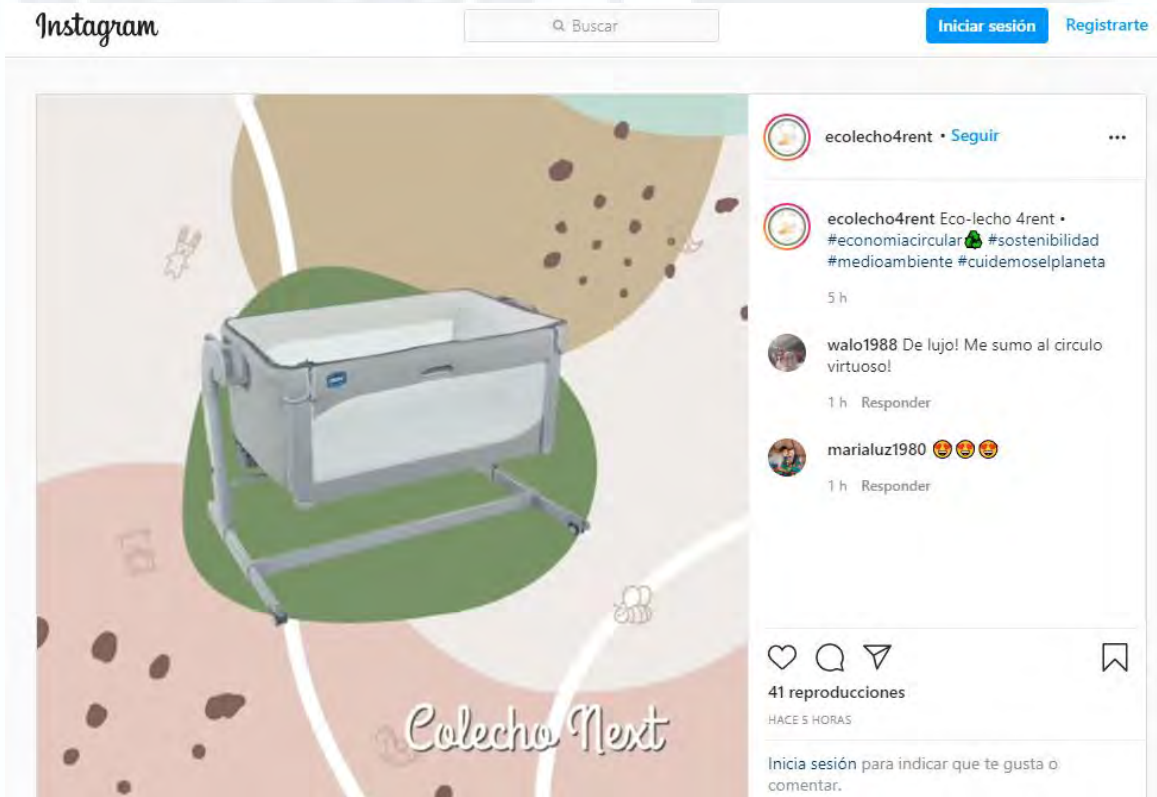 Instagram
Buscar
Iniciar sesión
Registrarte
ecolecho4rent • Seguir
ecolecho4rent Eco-lecho 4rent •
#economiacircular♻ #sostenibilidad
#medioambiente #cuidemoselplaneta
5 h
walo1988 De lujo! Me sumo al circulo
virtuoso!
1 h Responder
marialuz1980 🤩🤩🤩
1 h Responder
Colecho Next
41 reproducciones
HACE 5 HORAS
Inicia sesión para indicar que te gusta o
comentar.